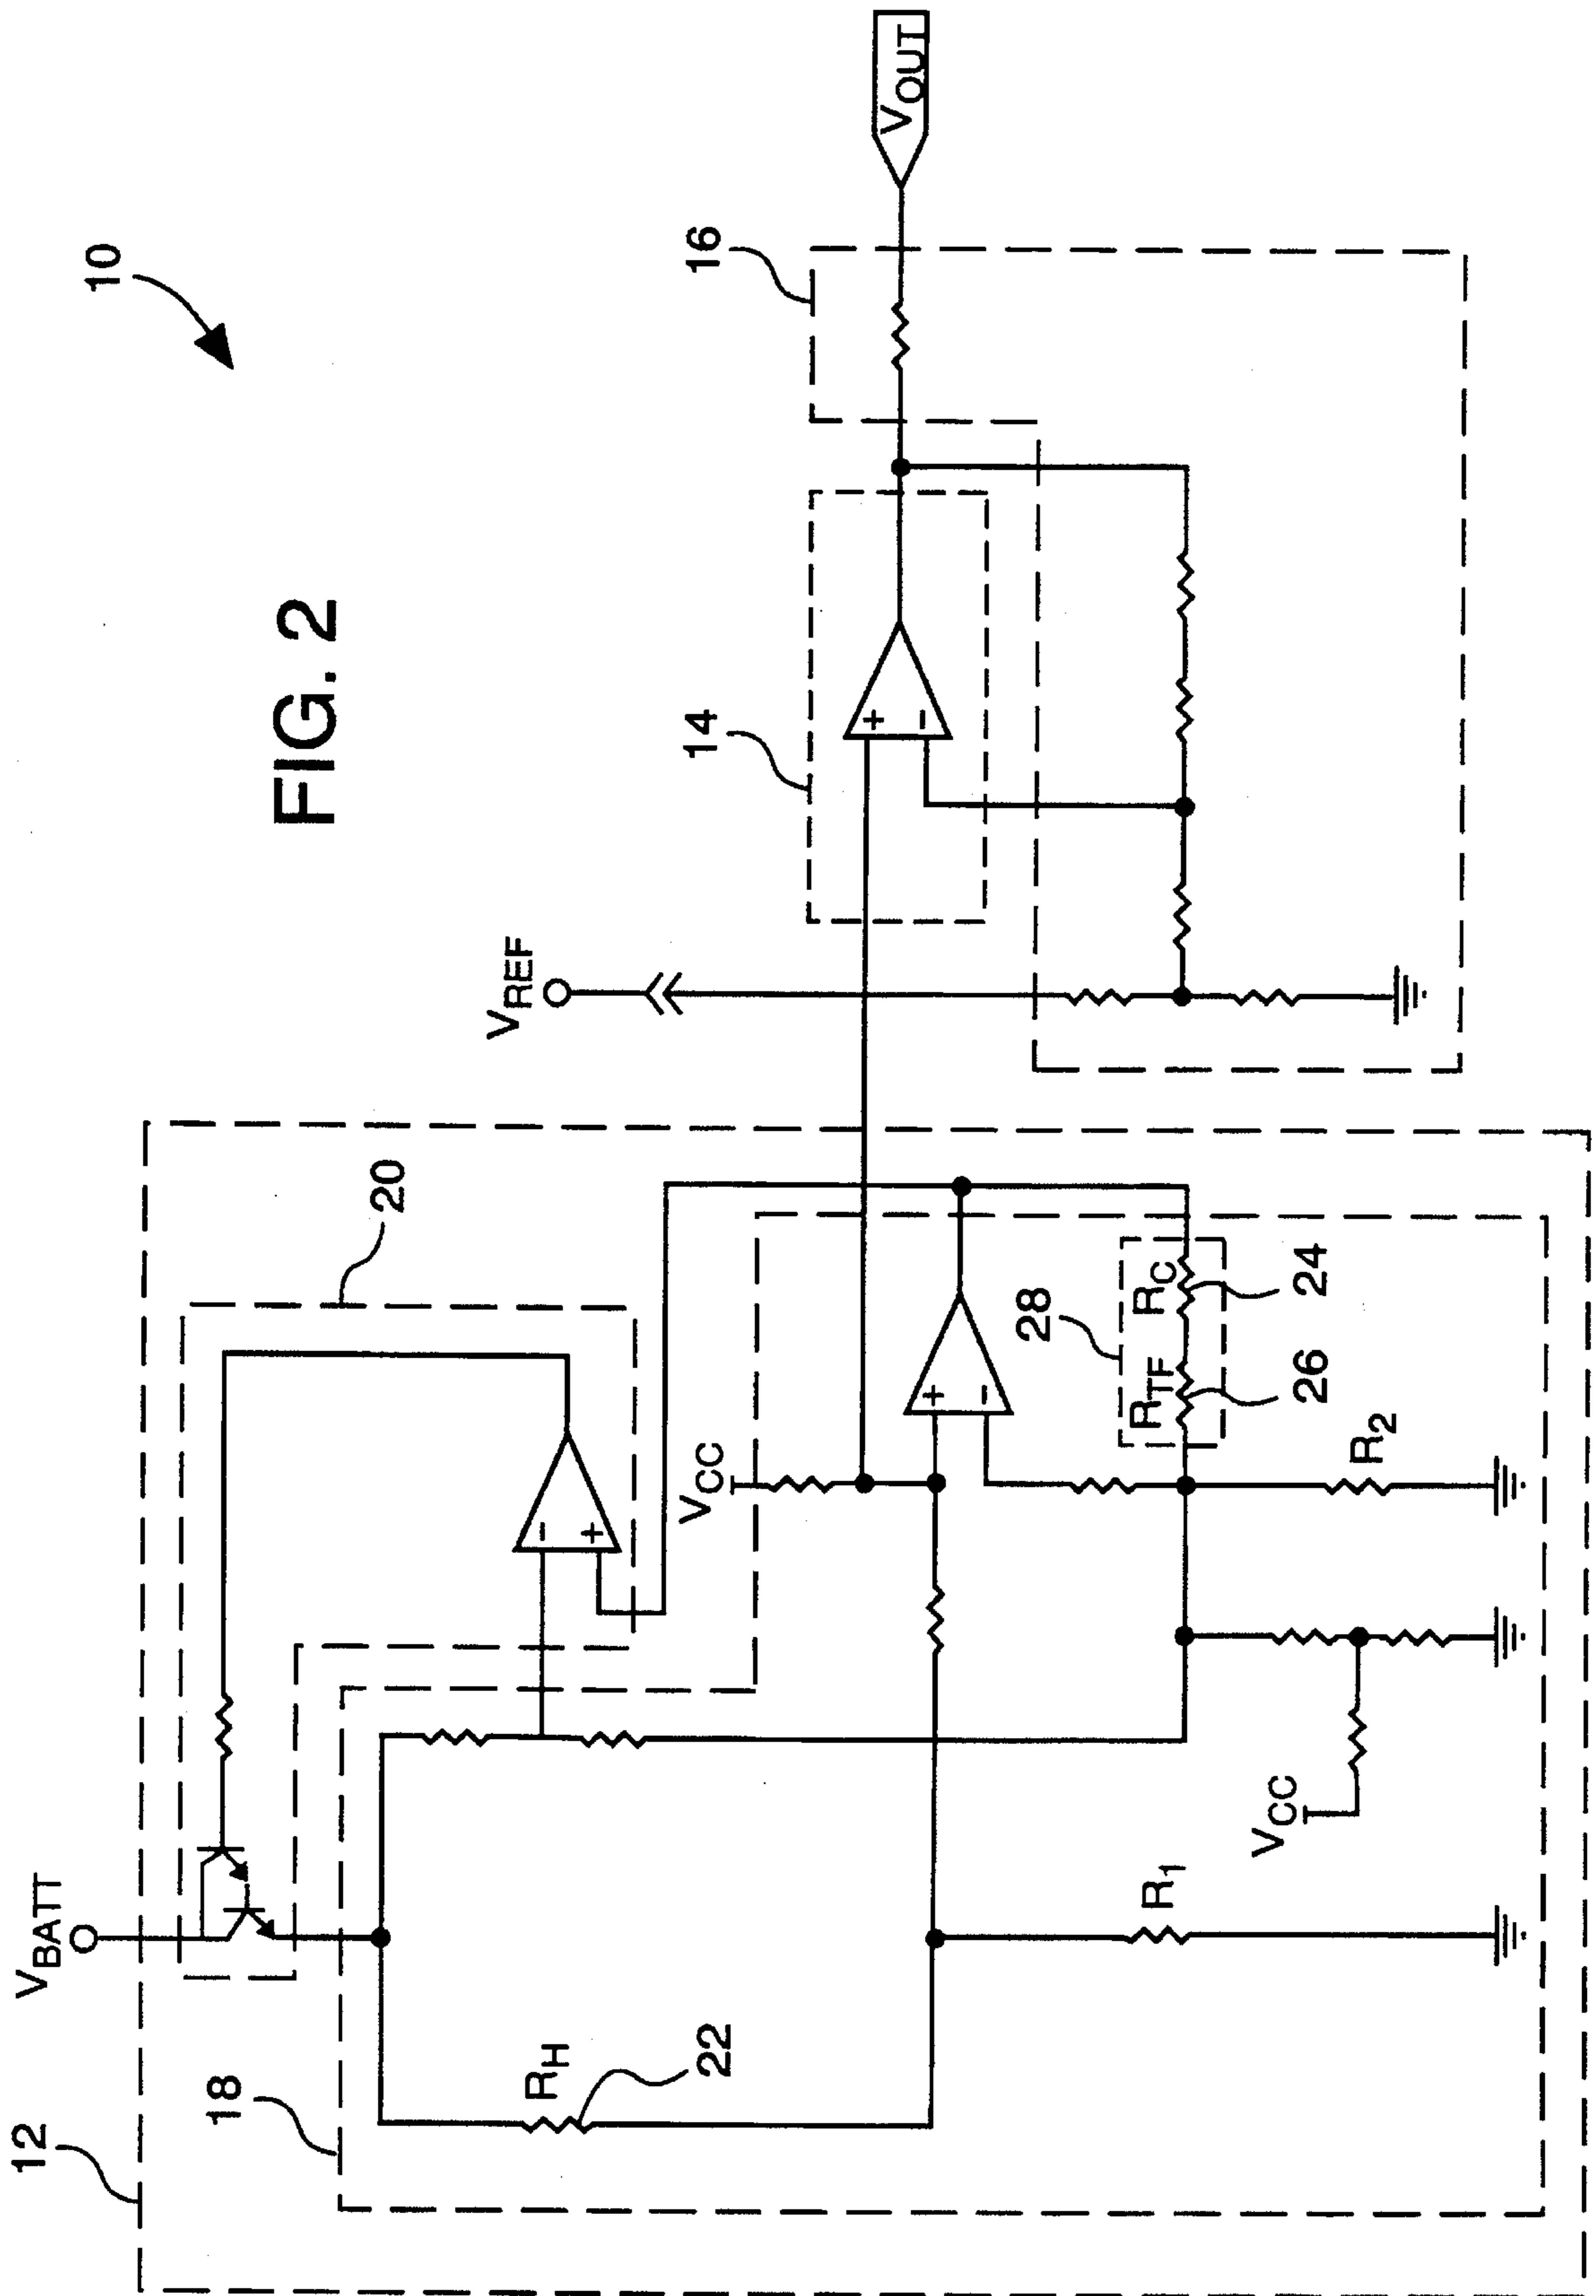 FIG. 2
10
12
V_BATT
20
18
R_H
22
V_CC
28
R_TF
R_C
26
24
R_2
V_CC
R_1
V_REF
14
16
V_OUT
+
-
+
-
-
+